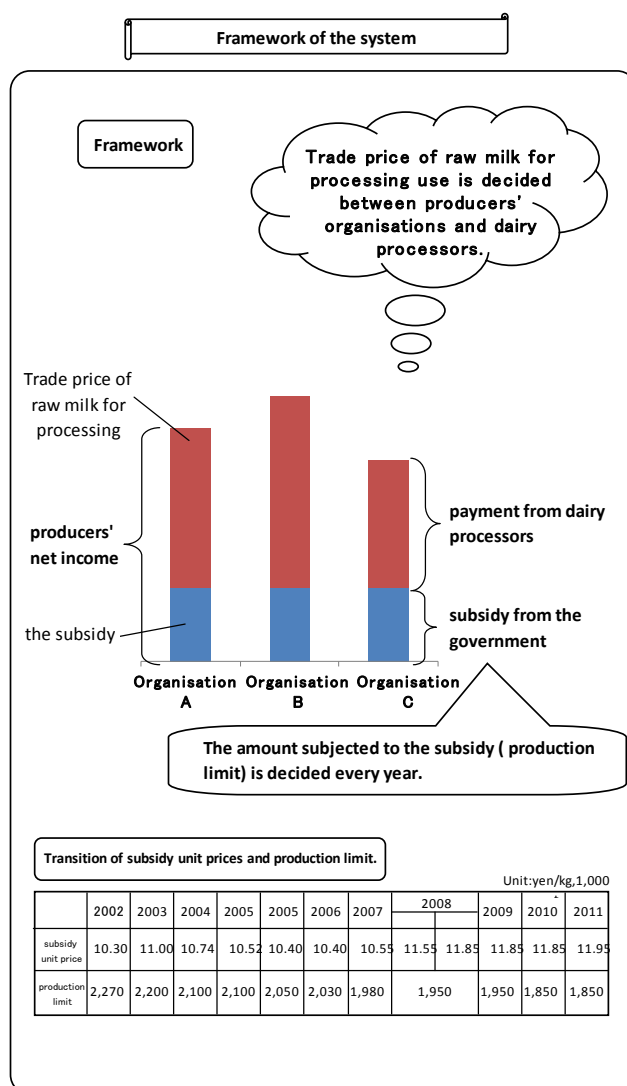 Framework of the system
Framework
Trade price of raw milk for
processing use is decided
between producers'
organisations and dairy
processors.
Trade price of
raw milk for
processing
producers'
net income
the subsidy
payment from dairy
processors
subsidy from the
government
Organisation A
Organisation B
Organisation C
The amount subjected to the subsidy ( production
limit) is decided every year.
Transition of subsidy unit prices and production limit.
Unit:yen/kg,1,000
2002 2003 2004 2005 2005 2006 2007 2008 2009 2010 2011
subsidy unit price 10.30 11.00 10.74 10.52 10.40 10.40 10.55 11.55 11.85 11.85 11.85 11.95
production limit 2,270 2,200 2,100 2,100 2,050 2,030 1,980 1,950 1,950 1,850 1,850